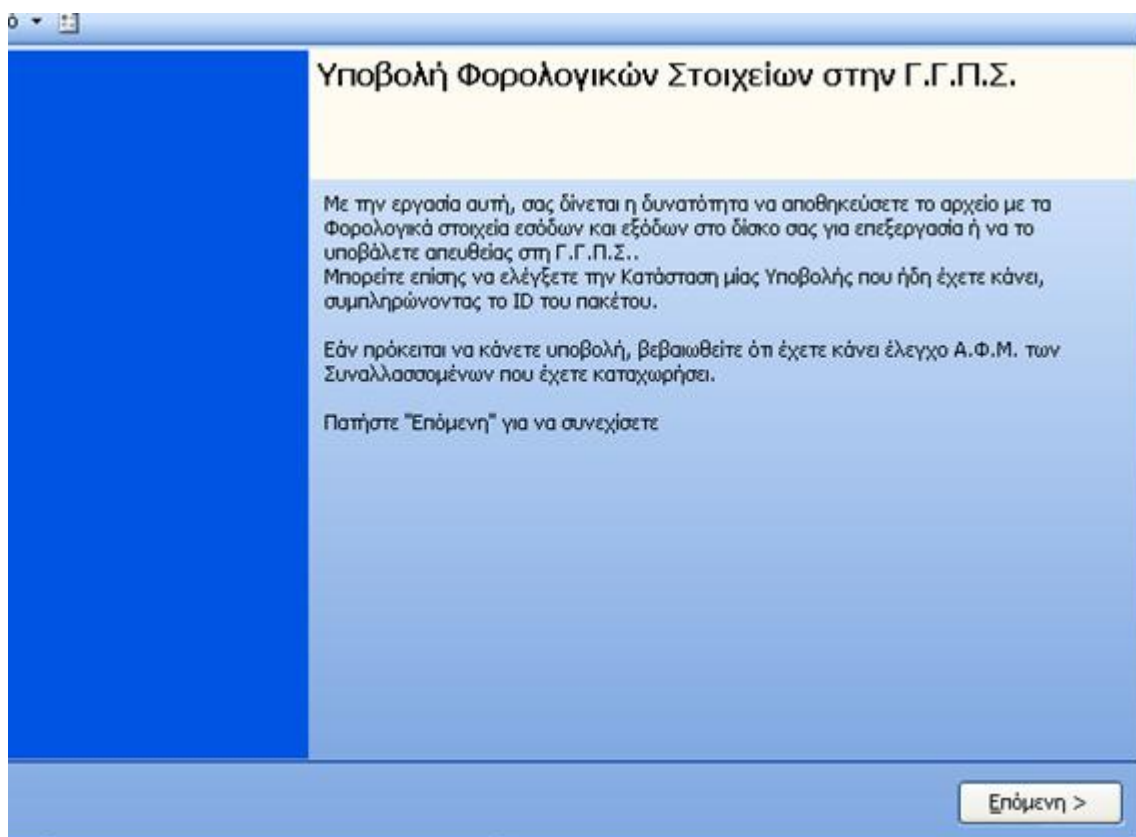 Υποβολή Φορολογικών Στοιχείων στην Γ.Γ.Π.Σ.
Με την εργασία αυτή, σας δίνεται η δυνατότητα να αποθηκεύσετε το αρχείο με τα
Φορολογικά στοιχεία εσόδων και εξόδων στο δίσκο σας για επεξεργασία ή να το
υποβάλετε απευθείας στη Γ.Γ.Π.Σ..
Μπορείτε επίσης να ελέγξετε την Κατάσταση μίας Υποβολής που ήδη έχετε κάνει,
συμπληρώνοντας το ID του πακέτου.
Εάν πρόκειται να κάνετε υποβολή, βεβαιωθείτε ότι έχετε κάνει έλεγχο Α.Φ.Μ. των
Συναλλασσομένων που έχετε καταχωρήσει.
Πατήστε "Επόμενη" για να συνεχίσετε
Επόμενη >